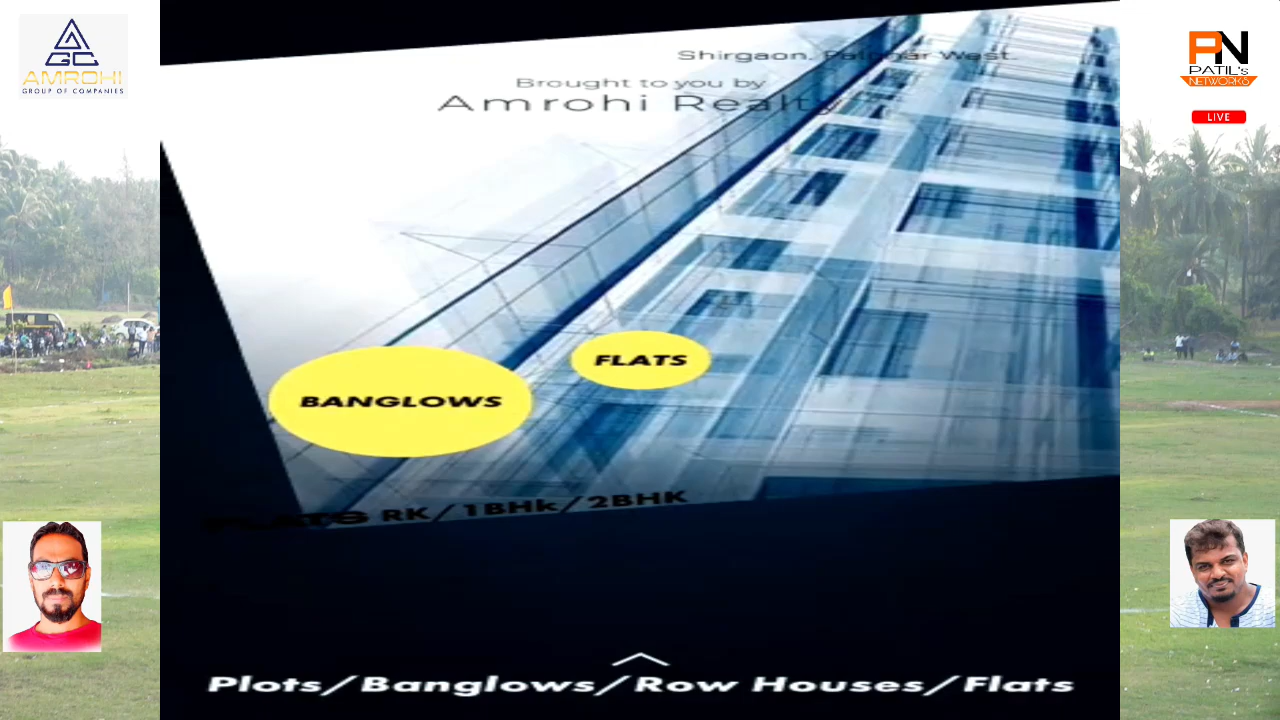 AMROHI
GROUP OF COMPANIES
PN
PATIL's
NETWORKS
LIVE
Shirgaon. Palghar West.
Brought to you by
Amrohi Realty
FLATS
BANGLOWS
FLATS RK/1BHk/2BHK
Plots/Banglows/Row Houses/Flats